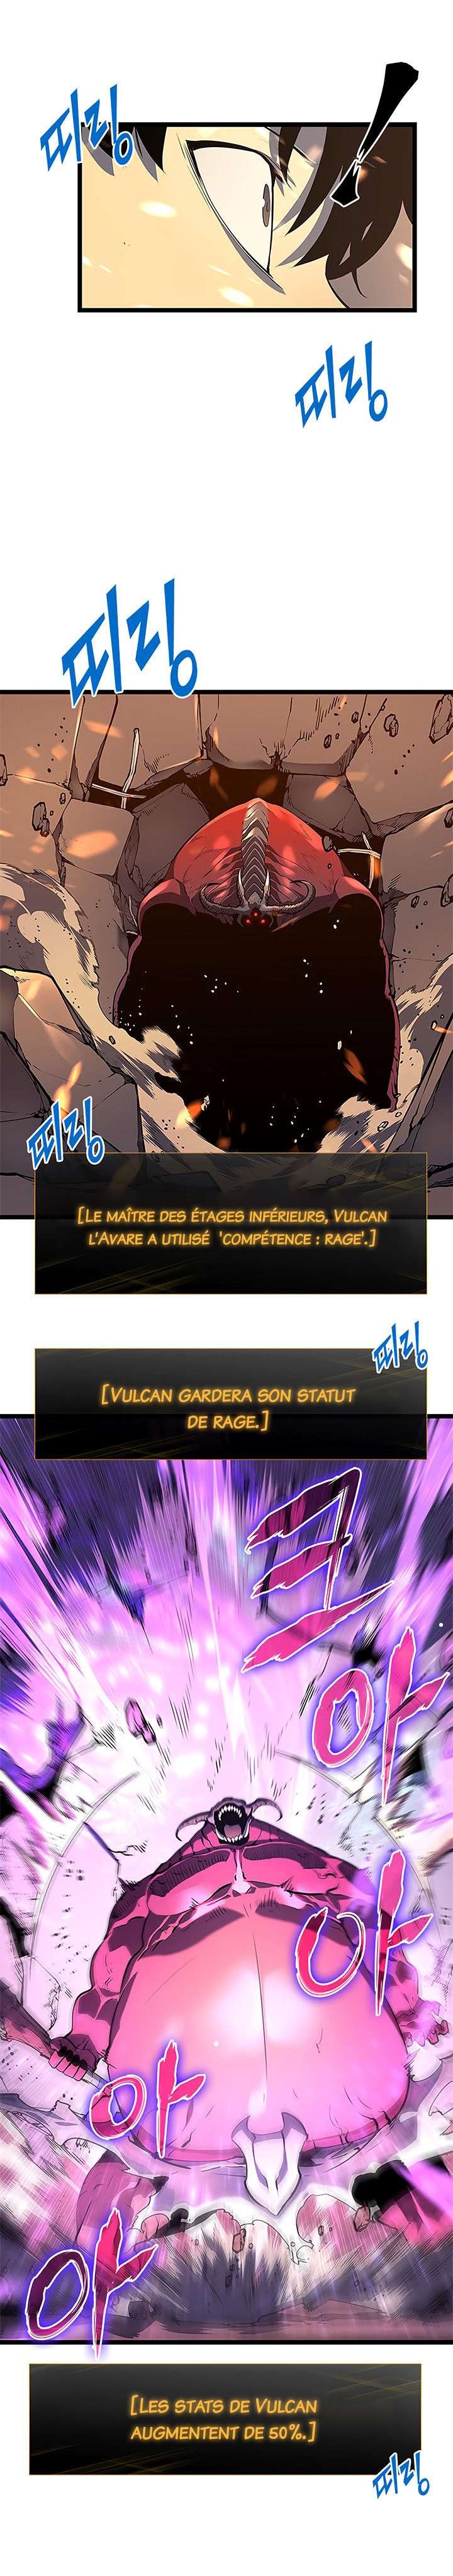 띠링
띠링
띠링
띠링
[Le maître des étages inférieurs, Vulcan
l'Avare a utilisé 'compétence : rage'.]
띠링
[Vulcan gardera son statut
de rage.]
크
아
아
아
아
[Les stats de Vulcan
augmentent de 50%.]
띠링